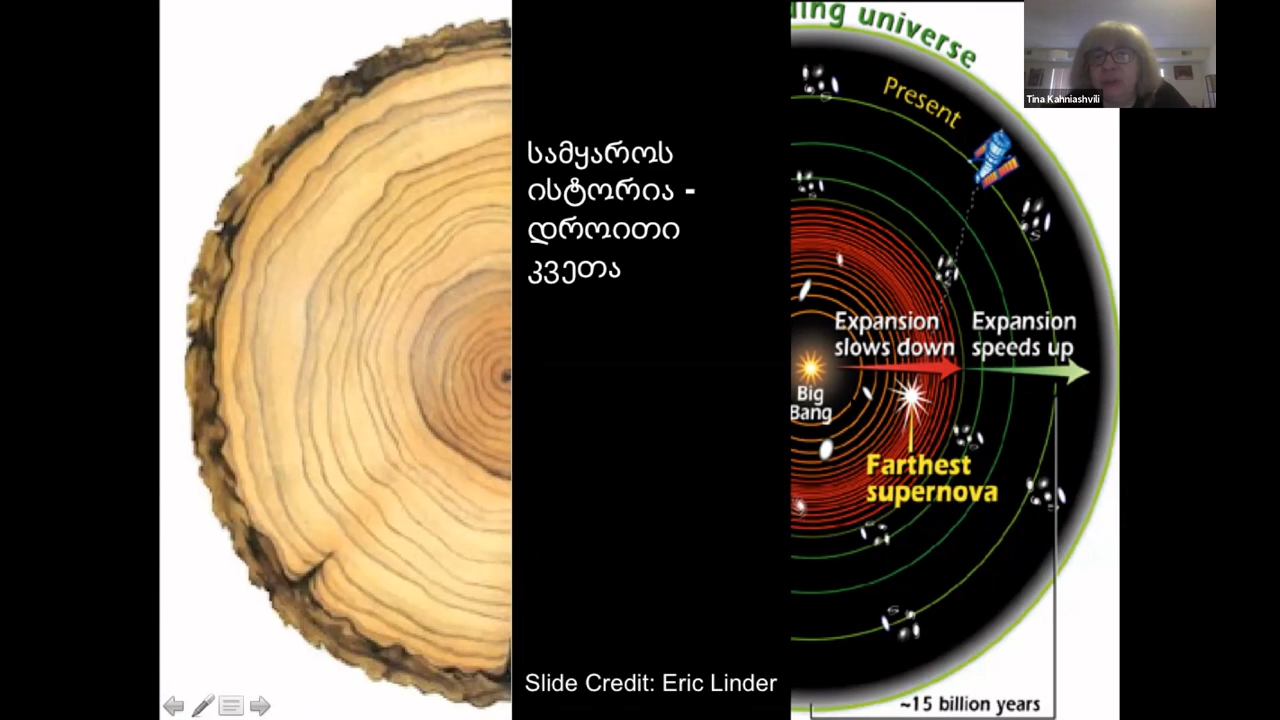 სამყაროს
ისტორია -
დროითი
კვეთა
Slide Credit: Eric Linder
universe
Present
Expansion
slows down
Expansion
speeds up
Big
Bang
Farthest
supernova
~15 billion years
Tina Kahniashvili